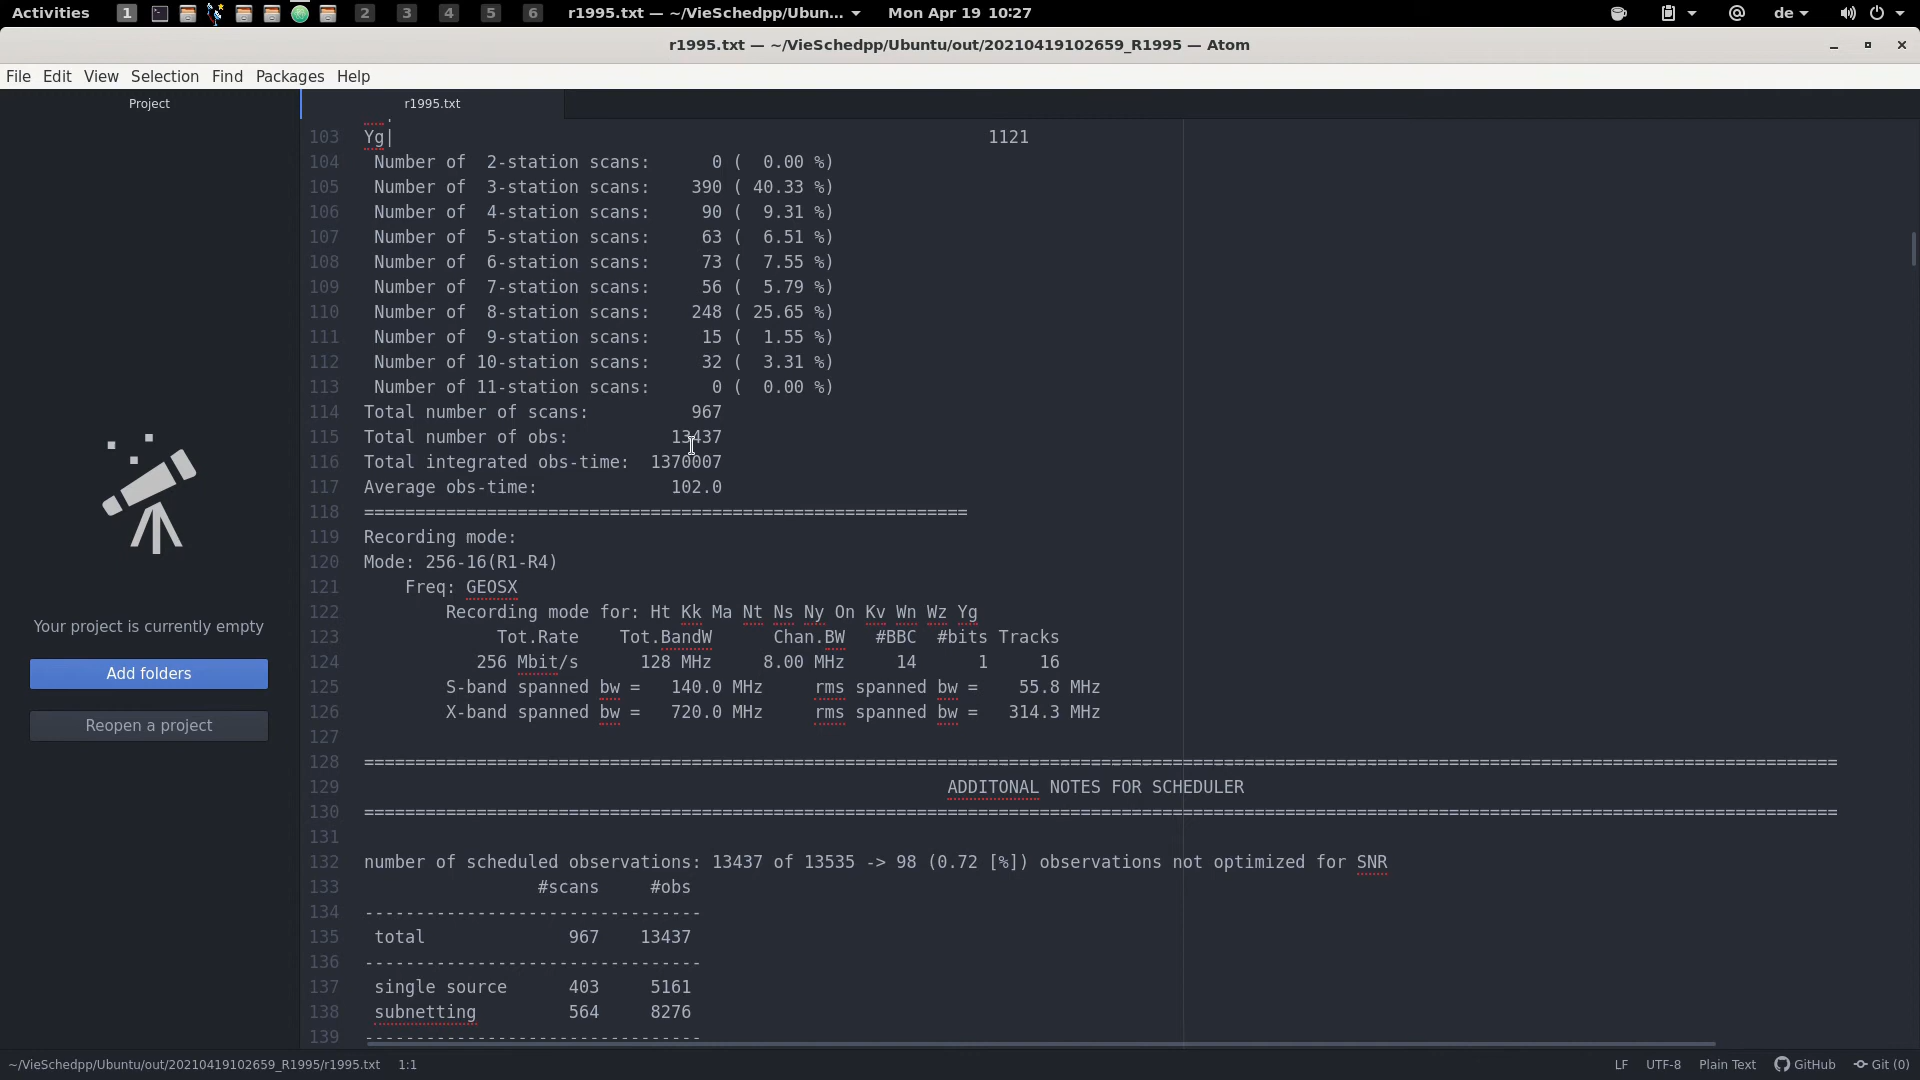 Activities 1 2 3 4 5 6 r1995.txt — ~/VieSchedpp/Ubun... Mon Apr 19 10:27 de
r1995.txt — ~/VieSchedpp/Ubuntu/out/20210419102659_R1995 — Atom
File Edit View Selection Find Packages Help
Project r1995.txt
103 Yg| 1121
104 Number of 2-station scans: 0 ( 0.00 %)
105 Number of 3-station scans: 390 ( 40.33 %)
106 Number of 4-station scans: 90 ( 9.31 %)
107 Number of 5-station scans: 63 ( 6.51 %)
108 Number of 6-station scans: 73 ( 7.55 %)
109 Number of 7-station scans: 56 ( 5.79 %)
110 Number of 8-station scans: 248 ( 25.65 %)
111 Number of 9-station scans: 15 ( 1.55 %)
112 Number of 10-station scans: 32 ( 3.31 %)
113 Number of 11-station scans: 0 ( 0.00 %)
114 Total number of scans: 967
115 Total number of obs: 13437
116 Total integrated obs-time: 1370007
117 Average obs-time: 102.0
118 ===========================================================
119 Recording mode:
120 Mode: 256-16(R1-R4)
121 Freq: GEOSX
122 Recording mode for: Ht Kk Ma Nt Ns Ny On Kv Wn Wz Yg
123 Tot.Rate Tot.BandW Chan.BW #BBC #bits Tracks
124 256 Mbit/s 128 MHz 8.00 MHz 14 1 16
125 S-band spanned bw = 140.0 MHz rms spanned bw = 55.8 MHz
126 X-band spanned bw = 720.0 MHz rms spanned bw = 314.3 MHz
127
128 ================================================================================================================================================
129 ADDITONAL NOTES FOR SCHEDULER
130 ================================================================================================================================================
131
132 number of scheduled observations: 13437 of 13535 -> 98 (0.72 [%]) observations not optimized for SNR
133 #scans #obs
134 ---------------------------------
135 total 967 13437
136 ---------------------------------
137 single source 403 5161
138 subnetting 564 8276
139 ---------------------------------
Your project is currently empty
Add folders
Reopen a project
~/VieSchedpp/Ubuntu/out/20210419102659_R1995/r1995.txt 1:1 LF UTF-8 Plain Text GitHub Git (0)